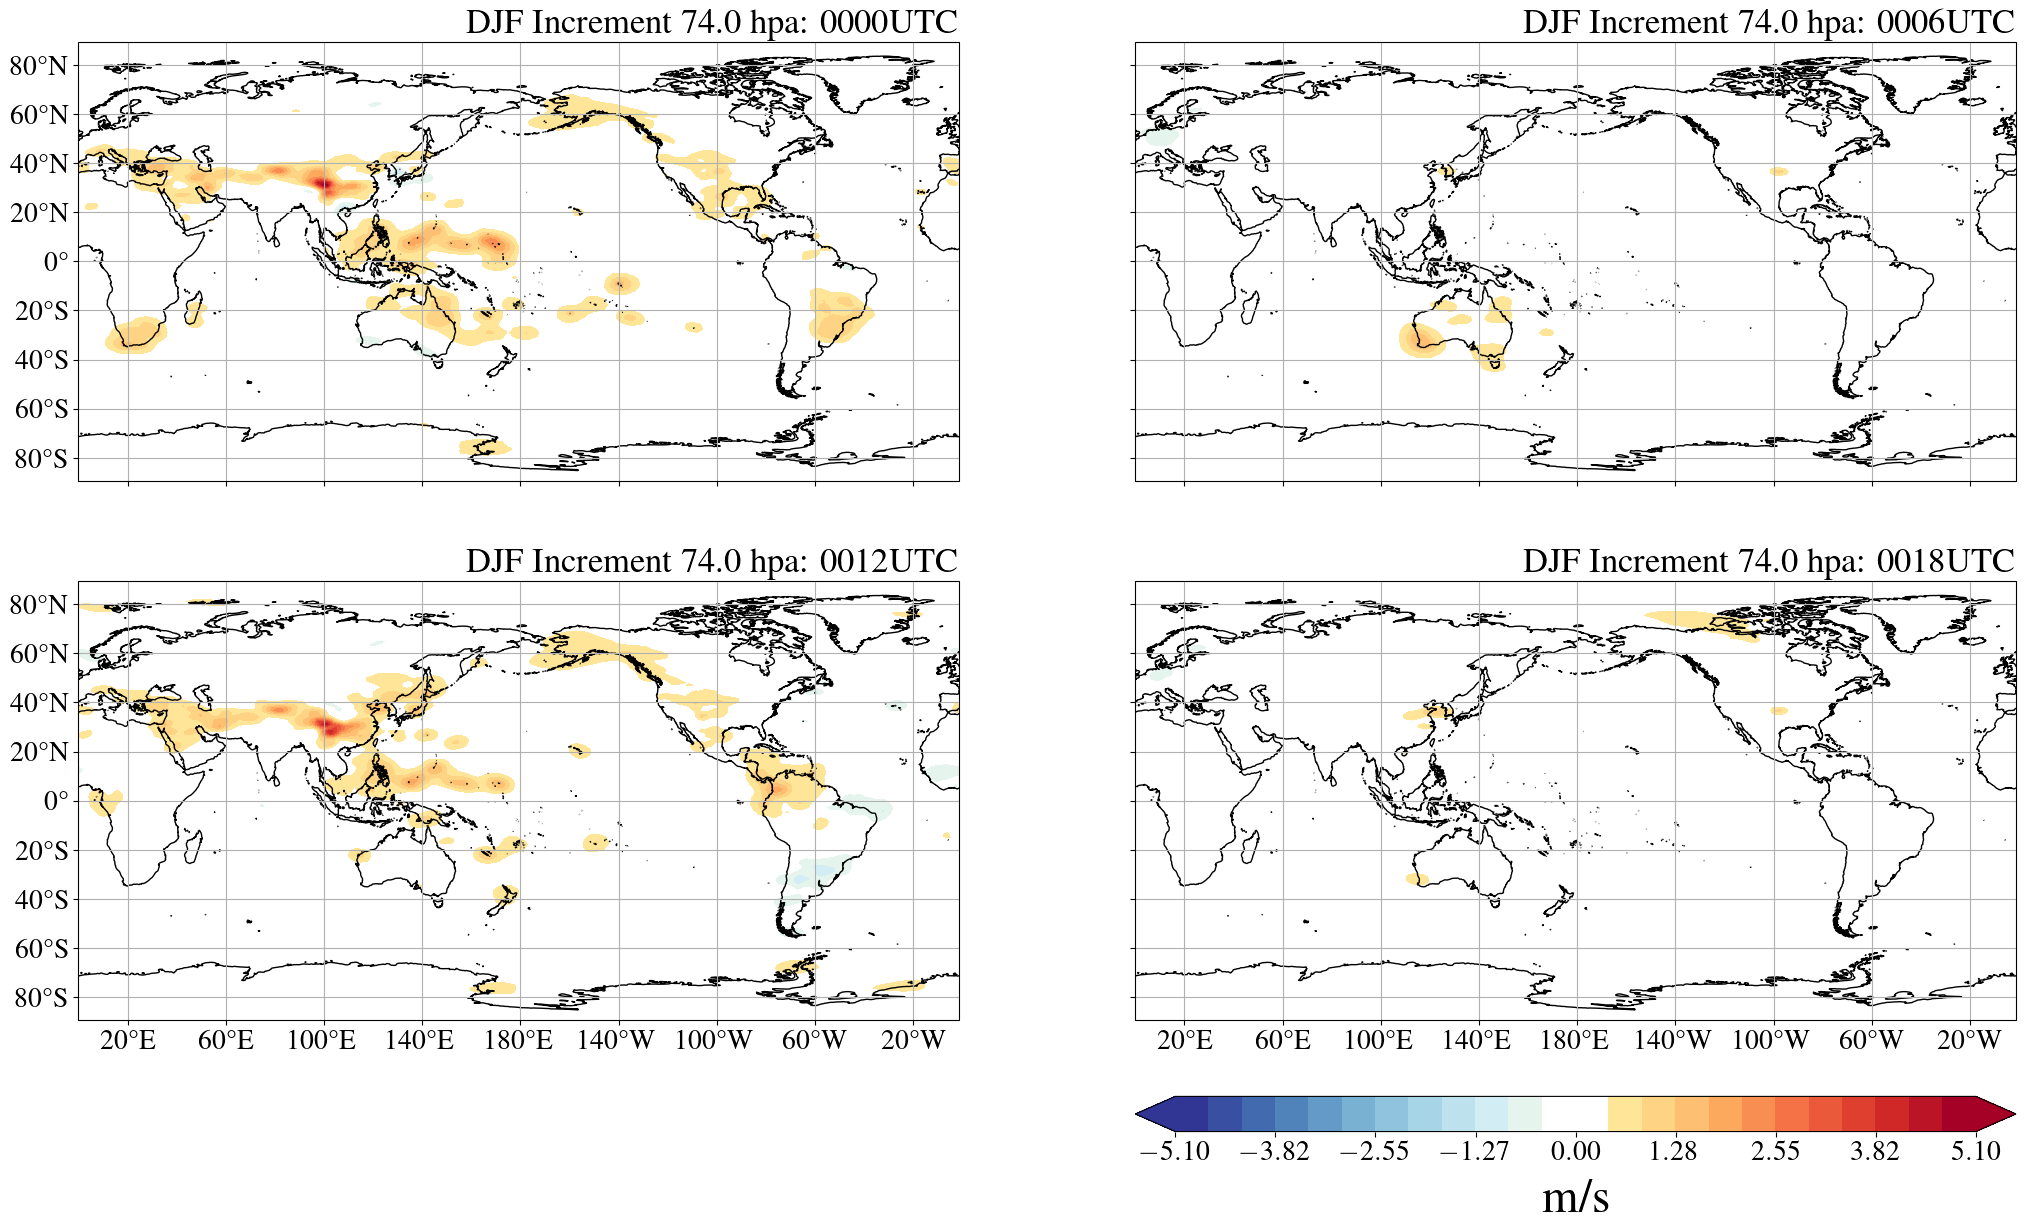 DJF Increment 74.0 hpa: 0000UTC
DJF Increment 74.0 hpa: 0006UTC
80°N
60°N
40°N
20°N
0°
20°S
40°S
60°S
80°S
DJF Increment 74.0 hpa: 0012UTC
DJF Increment 74.0 hpa: 0018UTC
80°N
60°N
40°N
20°N
0°
20°S
40°S
60°S
80°S
20°E 60°E 100°E 140°E 180°E 140°W 100°W 60°W 20°W
20°E 60°E 100°E 140°E 180°E 140°W 100°W 60°W 20°W
−5.10 −3.82 −2.55 −1.27 0.00 1.28 2.55 3.82 5.10
m/s